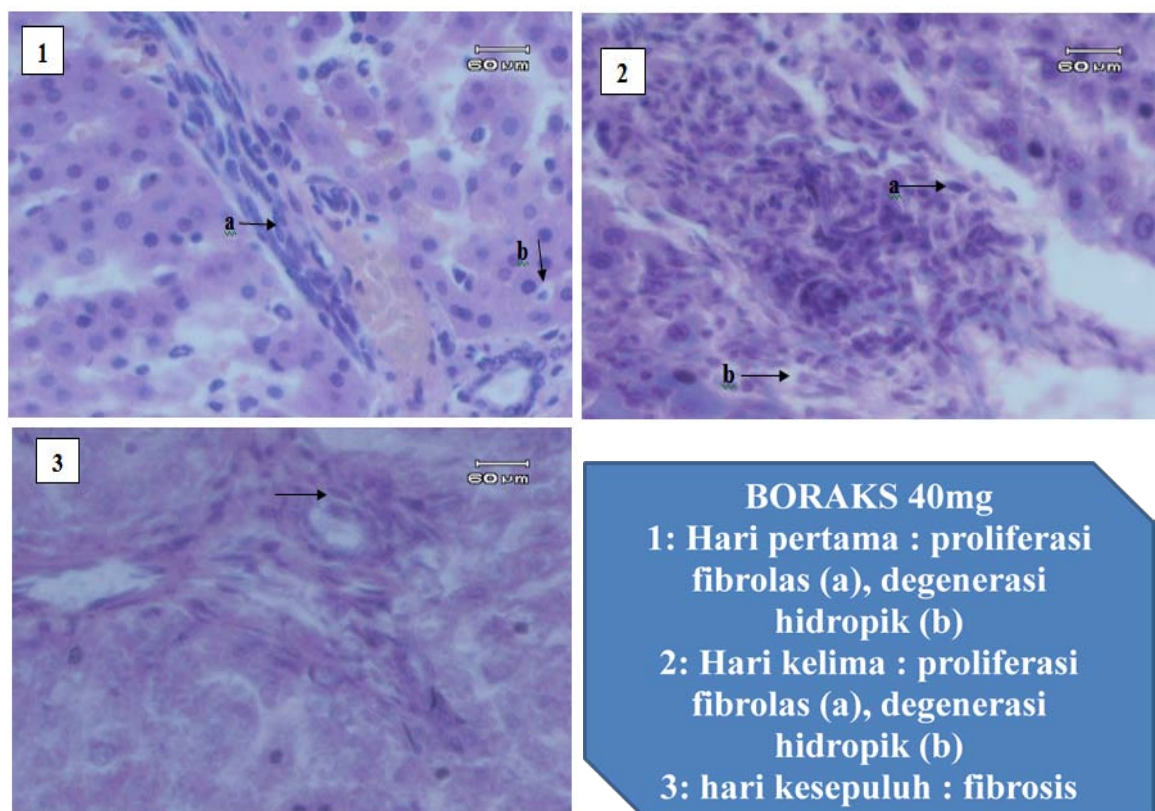 1
60 µm
a
b
2
60 µm
a
b
3
60 µm
BORAKS 40mg
1: Hari pertama : proliferasi
fibrolas (a), degenerasi
hidropik (b)
2: Hari kelima : proliferasi
fibrolas (a), degenerasi
hidropik (b)
3: hari kesepuluh : fibrosis